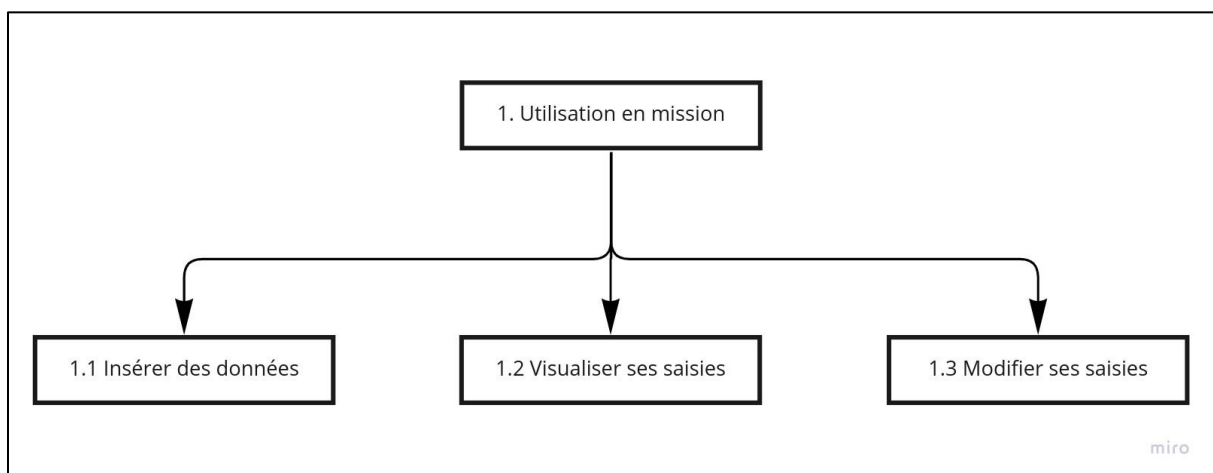 1. Utilisation en mission
1.1 Insérer des données
1.2 Visualiser ses saisies
1.3 Modifier ses saisies
miro